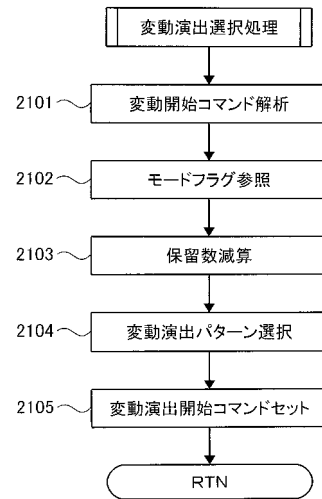 変動演出選択処理
2101 変動開始コマンド解析
2102 モードフラグ参照
2103 保留数減算
2104 変動演出パターン選択
2105 変動演出開始コマンドセット
RTN